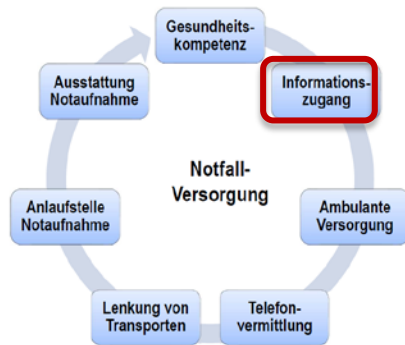 Gesundheits-
kompetenz
Informations-
zugang
Ambulante
Versorgung
Telefon-
vermittlung
Lenkung von
Transporten
Anlaufstelle
Notaufnahme
Ausstattung
Notaufnahme
Notfall-
Versorgung